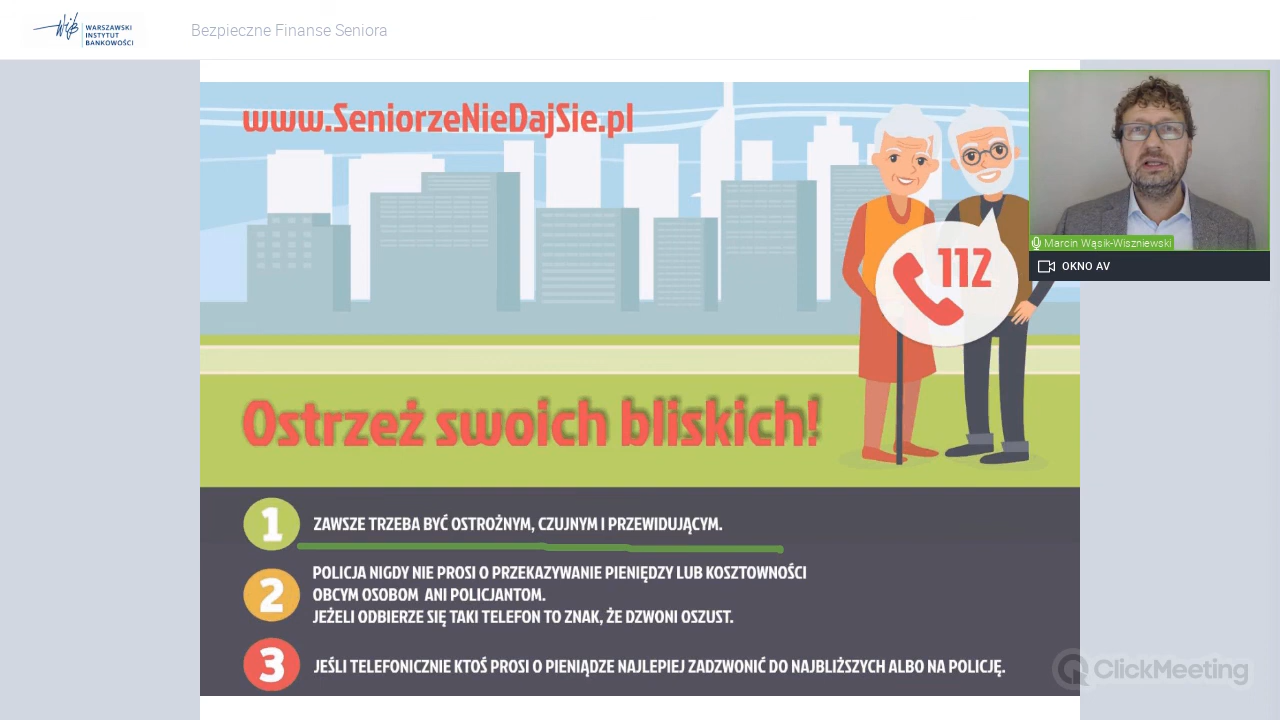 WiB
WARSZAWSKI
INSTYTUT
BANKOWOŚCI
Bezpieczne Finanse Seniora
www.SeniorzeNieDajSie.pl
112
Marcin Wąsik-Wiszniewski
OKNO AV
Ostrzeż swoich bliskich!
1 ZAWSZE TRZEBA BYĆ OSTROŻNYM, CZUJNYM I PRZEWIDUJĄCYM.
2 POLICJA NIGDY NIE PROSI O PRZEKAZYWANIE PIENIĘDZY LUB KOSZTOWNOŚCI
OBCYM OSOBOM ANI POLICJANTOM.
JEŻELI ODBIERZE SIĘ TAKI TELEFON TO ZNAK, ŻE DZWONI OSZUST.
3 JEŚLI TELEFONICZNIE KTOŚ PROSI O PIENIĄDZE NAJLEPIEJ ZADZWONIĆ DO NAJBLIŻSZYCH ALBO NA POLICJĘ.
ClickMeeting